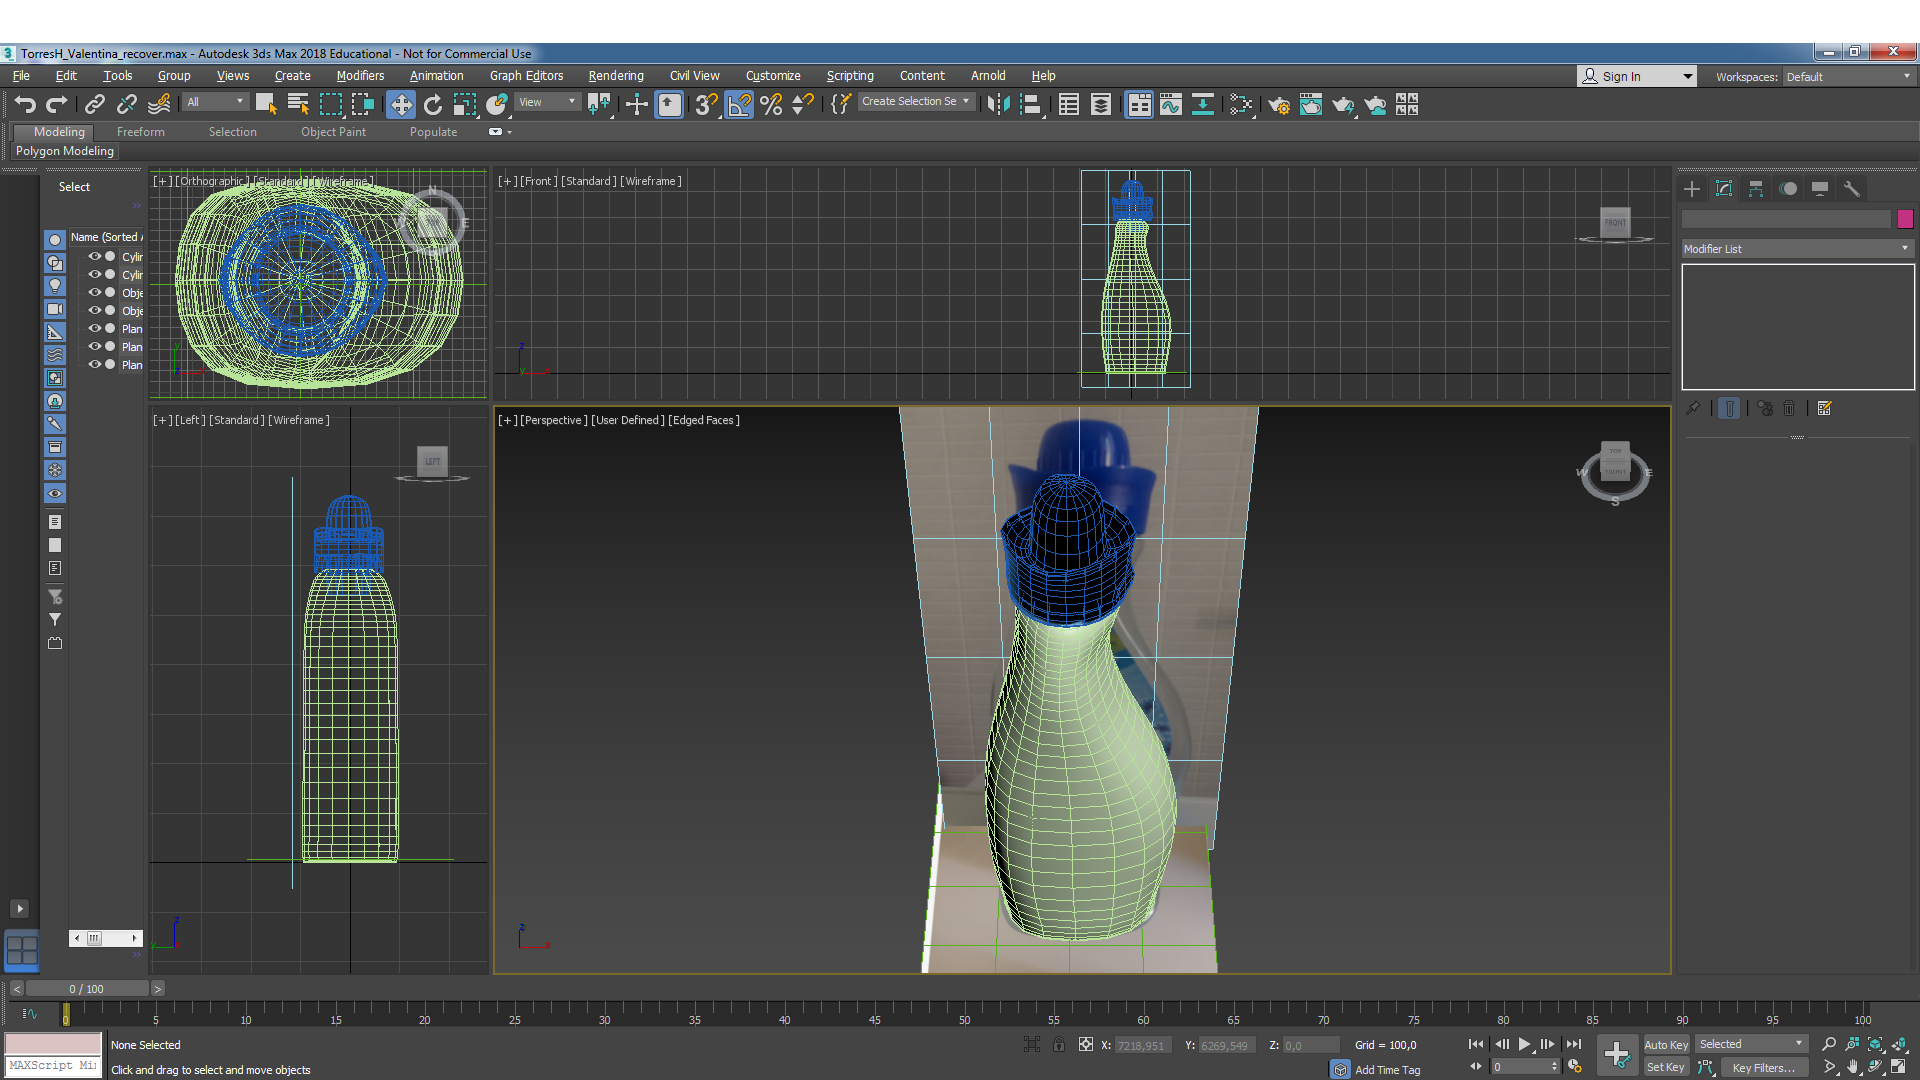 TorresH_Valentina_recover.max - Autodesk 3ds Max 2018 Educational - Not for Commercial Use
File Edit Tools Group Views Create Modifiers Animation Graph Editors Rendering Civil View Customize Scripting Content Arnold Help
Sign In
Workspaces: Default
All
View
Create Selection Se
Modeling Freeform Selection Object Paint Populate
Polygon Modeling
Select
Name (Sorted A
Cylin
Cylin
Obje
Obje
Plan
Plan
Plan
[+] [Orthographic] [Standard] [Wireframe]
N
E
[+] [Front] [Standard] [Wireframe]
FRONT
z
y x
[+] [Left] [Standard] [Wireframe]
LEFT
z
y
[+] [Perspective] [User Defined] [Edged Faces]
TOP
FRONT
W E
S
z
x
Modifier List
< 0 / 100 >
0 5 10 15 20 25 30 35 40 45 50 55 60 65 70 75 80 85 90 95 100
None Selected
X: 7218,951 Y: 6269,549 Z: 0,0 Grid = 100,0
Auto Key Selected
MAXScript Mi
Click and drag to select and move objects
Add Time Tag
0
Set Key Key Filters...